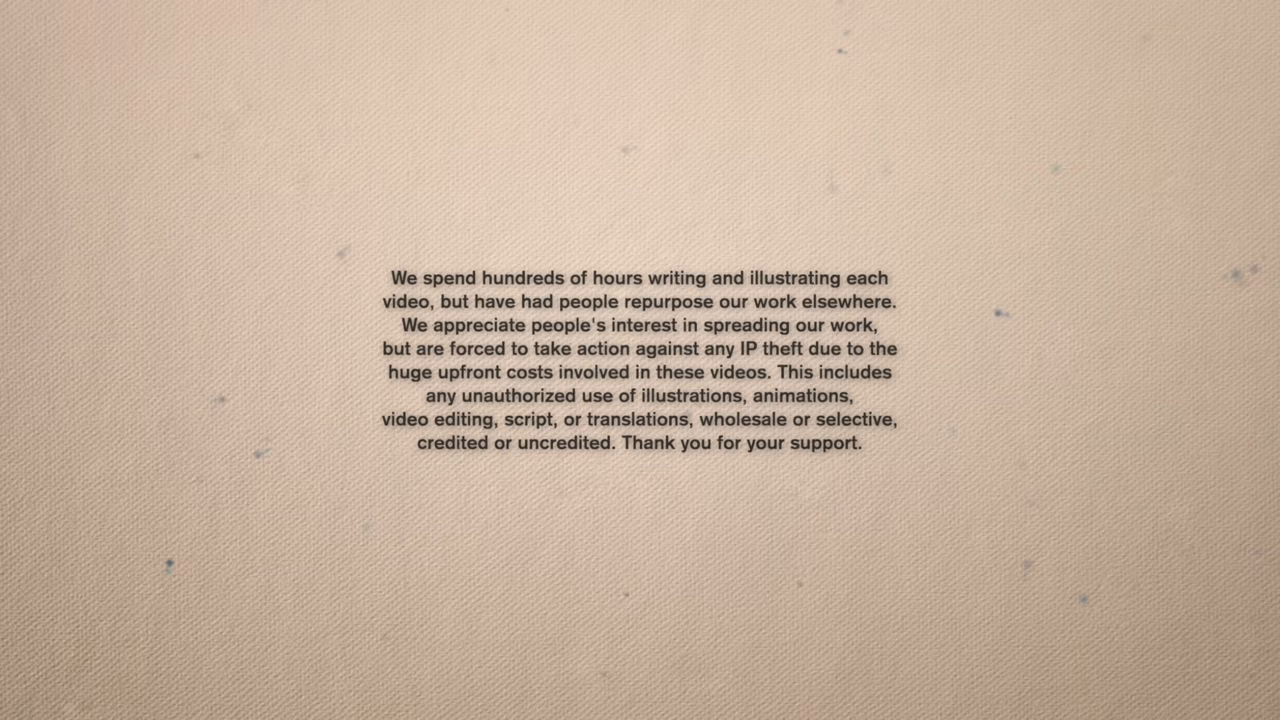 We spend hundreds of hours writing and illustrating each
video, but have had people repurpose our work elsewhere.
We appreciate people's interest in spreading our work,
but are forced to take action against any IP theft due to the
huge upfront costs involved in these videos. This includes
any unauthorized use of illustrations, animations,
video editing, script, or translations, wholesale or selective,
credited or uncredited. Thank you for your support.